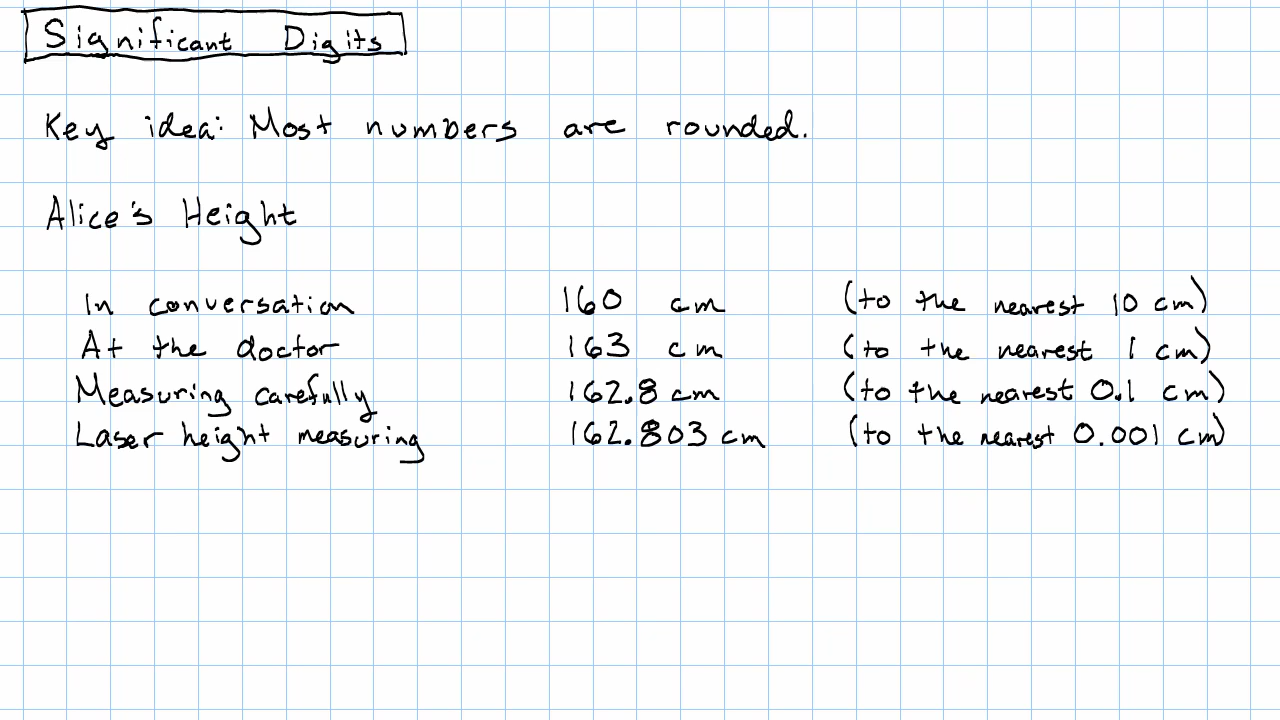 Significant Digits
Key idea: Most numbers are rounded.
Alice's Height
In conversation 160 cm (to the nearest 10 cm)
At the doctor 163 cm (to the nearest 1 cm)
Measuring carefully 162.8 cm (to the nearest 0.1 cm)
Laser height measuring 162.803 cm (to the nearest 0.001 cm)